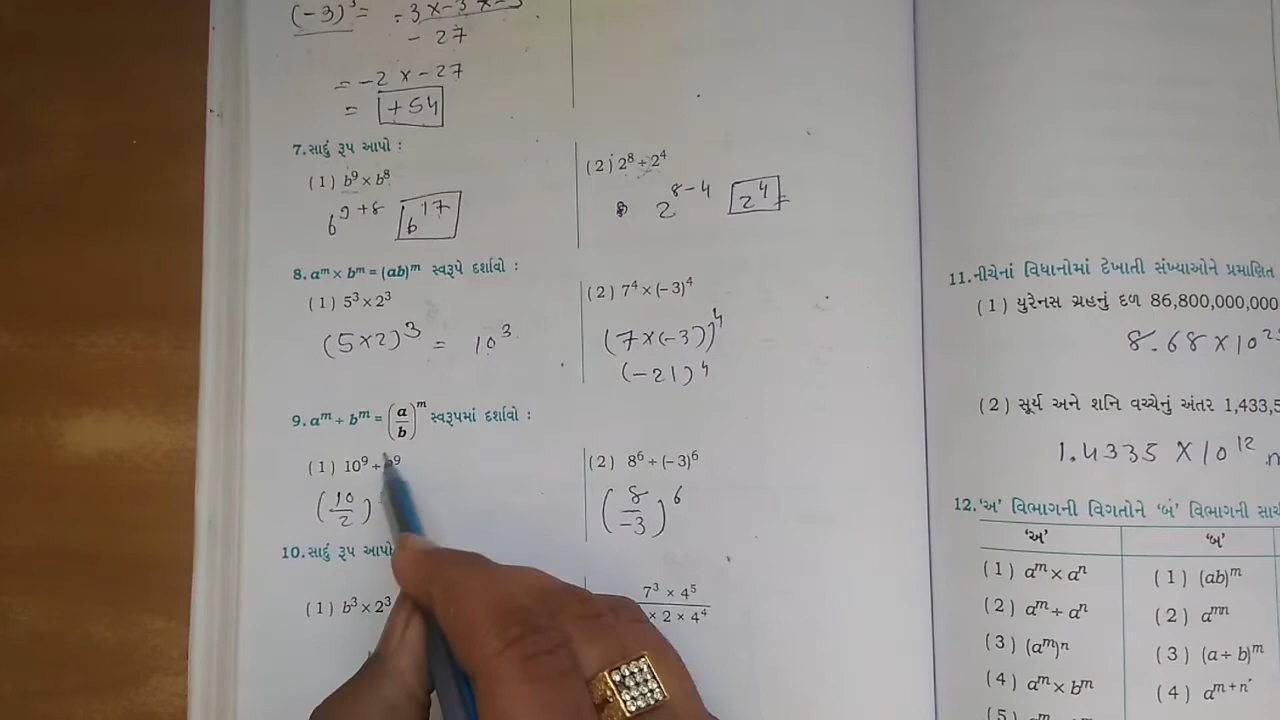 (-3)³ = -3 x -3 x -3
- 27
= -2 x -27
= +54
7. સાદું રૂપ આપો :
(1) b⁹ × b⁸
b⁹⁺⁸ b¹⁷
(2) 2⁸ ÷ 2⁴
2⁸⁻⁴ 2⁴
8. aᵐ × bᵐ = (ab)ᵐ સ્વરૂપે દર્શાવો :
(1) 5³ × 2³
(5×2)³ = 10³
(2) 7⁴ × (-3)⁴
(7×(-3))⁴
(-21)⁴
9. aᵐ ÷ bᵐ = (a/b)ᵐ સ્વરૂપમાં દર્શાવો :
(1) 10⁹ ÷ ⁹
(10/2)
(2) 8⁶ ÷ (-3)⁶
(8/-3)⁶
10. સાદું રૂપ આપો
(1) b³ × 2³
7³ × 4⁵
× 2 × 4⁴
11. નીચેનાં વિધાનોમાં દેખાતી સંખ્યાઓને પ્રમાણિત
(1) યુરેનસ ગ્રહનું દળ 86,800,000,000
8.68 × 10²
(2) સૂર્ય અને શનિ વચ્ચેનું અંતર 1,433,5
1.4335 × 10¹² m
12. ‘અ’ વિભાગની વિગતોને ‘બ’ વિભાગની સા
‘અ’ ‘બ’
(1) aᵐ × aⁿ (1) (ab)ᵐ
(2) aᵐ ÷ aⁿ (2) aᵐⁿ
(3) (aᵐ)n (3) (a ÷ b)ᵐ
(4) aᵐ × bᵐ (4) aᵐ⁺ⁿ